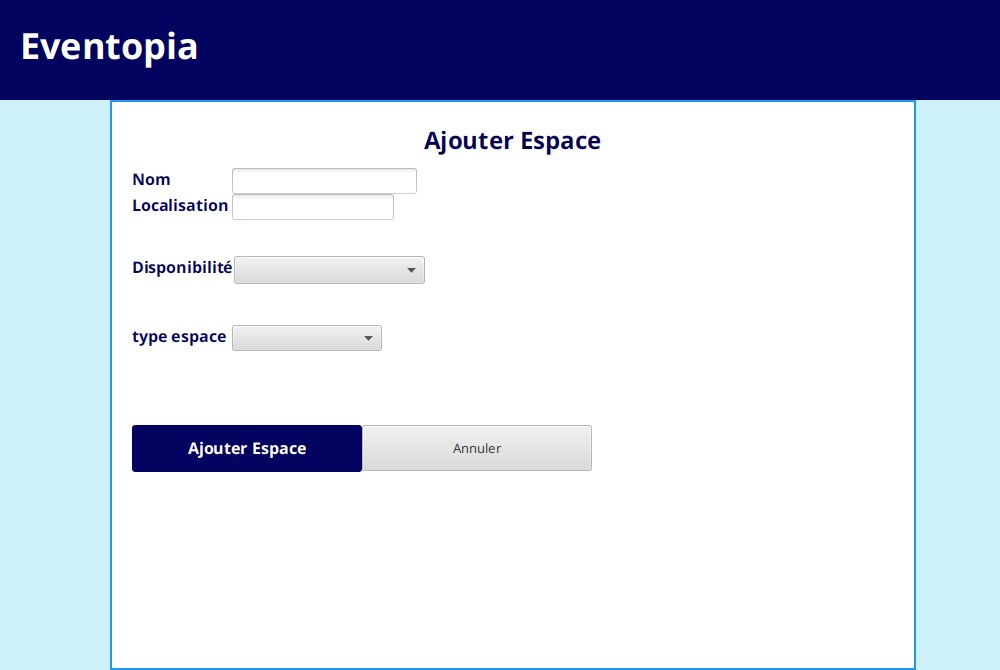 Eventopia
Ajouter Espace
Nom
Localisation
Disponibilité
type espace
Ajouter Espace Annuler